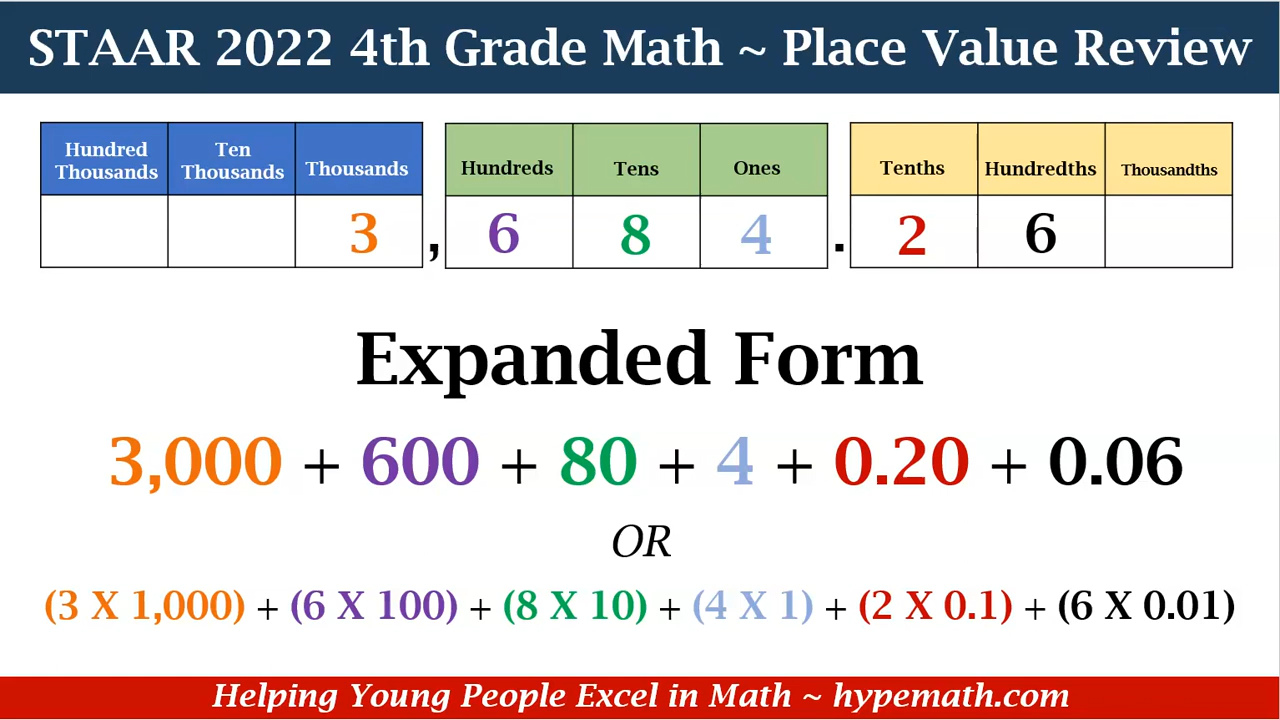 STAAR 2022 4th Grade Math ~ Place Value Review
Hundred Thousands Ten Thousands Thousands Hundreds Tens Ones Tenths Hundredths Thousandths
3 , 6 8 4 . 2 6
Expanded Form
3,000 + 600 + 80 + 4 + 0.20 + 0.06
OR
(3 X 1,000) + (6 X 100) + (8 X 10) + (4 X 1) + (2 X 0.1) + (6 X 0.01)
Helping Young People Excel in Math ~ hypemath.com